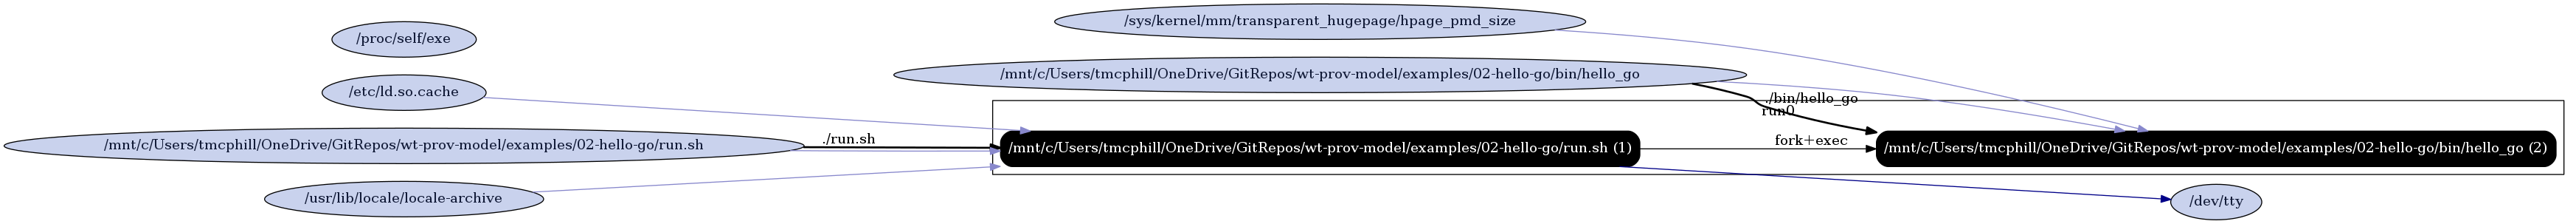 /sys/kernel/mm/transparent_hugepage/hpage_pmd_size
/proc/self/exe
/mnt/c/Users/tmcphill/OneDrive/GitRepos/wt-prov-model/examples/02-hello-go/bin/hello_go
/etc/ld.so.cache
./bin/hello_go
run0
./run.sh
fork+exec
/mnt/c/Users/tmcphill/OneDrive/GitRepos/wt-prov-model/examples/02-hello-go/run.sh
/mnt/c/Users/tmcphill/OneDrive/GitRepos/wt-prov-model/examples/02-hello-go/run.sh (1)
/mnt/c/Users/tmcphill/OneDrive/GitRepos/wt-prov-model/examples/02-hello-go/bin/hello_go (2)
/usr/lib/locale/locale-archive
/dev/tty